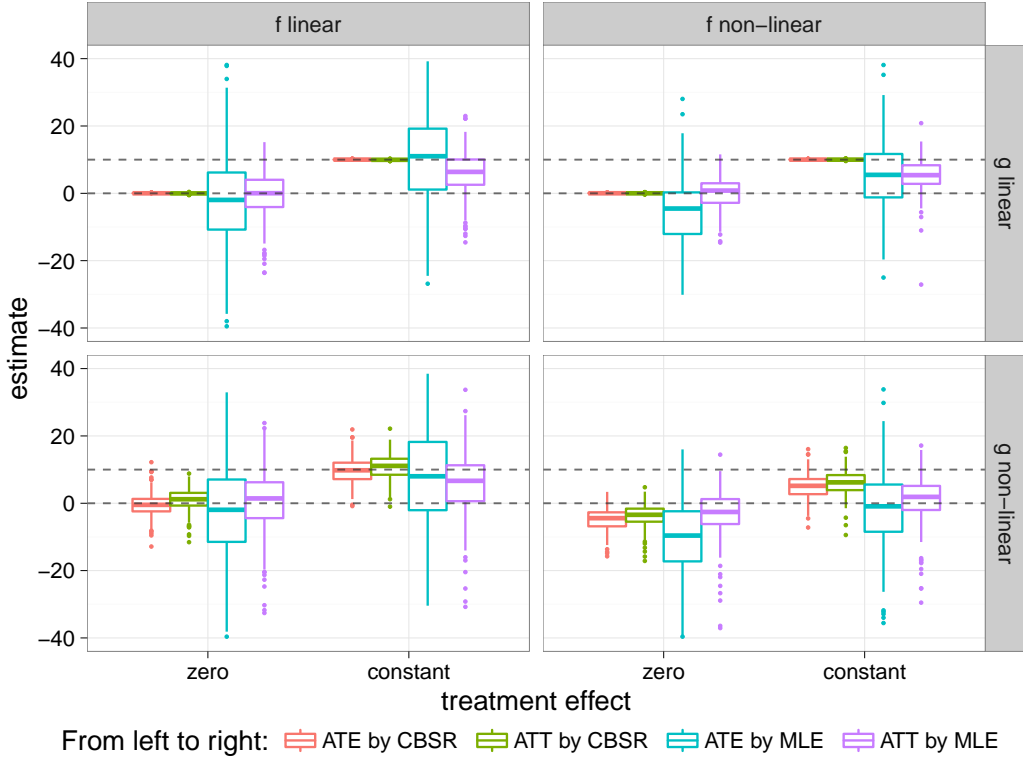 f linear
f non−linear
40
20
0
−20
−40
g linear
estimate
40
20
0
−20
−40
g non−linear
zero
constant
zero
constant
treatment effect
From left to right: ATE by CBSR ATT by CBSR ATE by MLE ATT by MLE